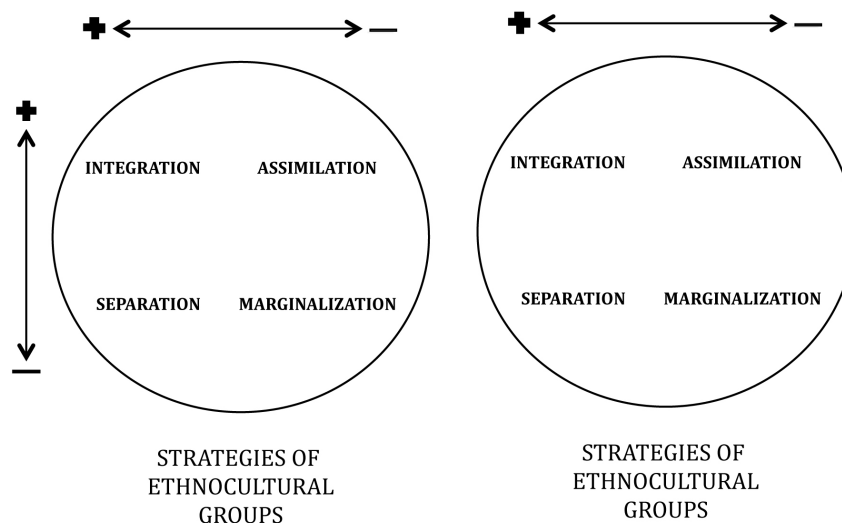 + —
+ —
+
INTEGRATION ASSIMILATION
INTEGRATION ASSIMILATION
SEPARATION MARGINALIZATION
SEPARATION MARGINALIZATION
—
STRATEGIES OF
ETHNOCULTURAL
GROUPS
STRATEGIES OF
ETHNOCULTURAL
GROUPS